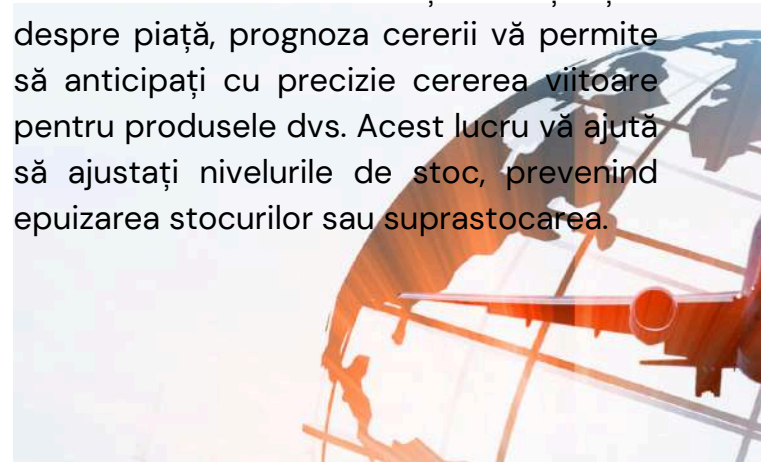 despre piață, prognoza cererii vă permite
să anticipați cu precizie cererea viitoare
pentru produsele dvs. Acest lucru vă ajută
să ajustați nivelurile de stoc, prevenind
epuizarea stocurilor sau suprastocarea.